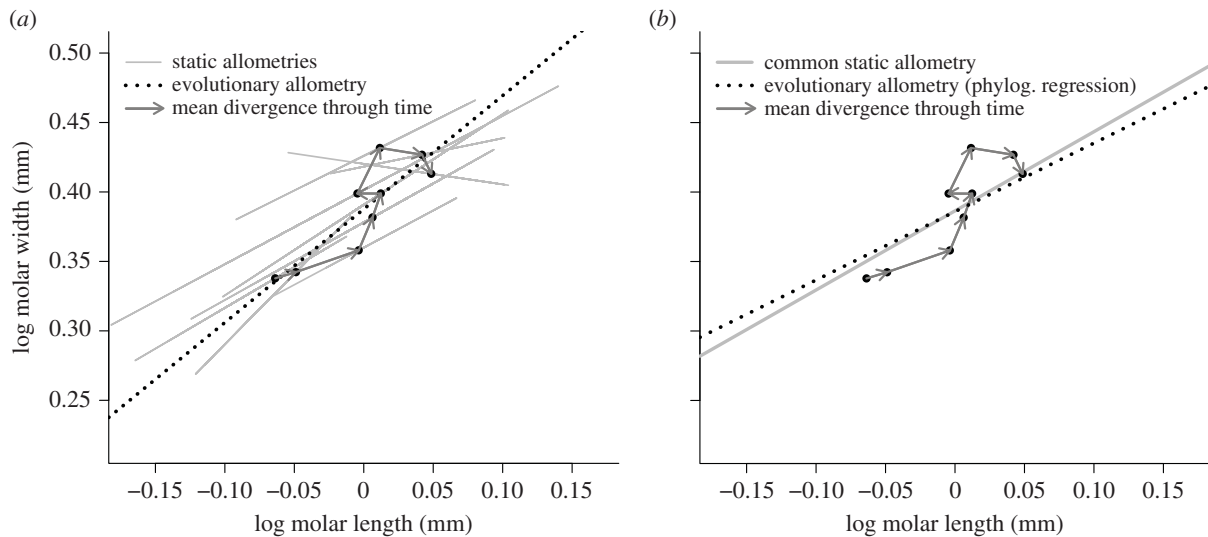 (a)
static allometries
evolutionary allometry
mean divergence through time
0.50
0.45
0.40
0.35
0.30
0.25
log molar width (mm)
−0.15 −0.10 −0.05 0 0.05 0.10 0.15
log molar length (mm)
(b)
common static allometry
evolutionary allometry (phylog. regression)
mean divergence through time
−0.15 −0.10 −0.05 0 0.05 0.10 0.15
log molar length (mm)